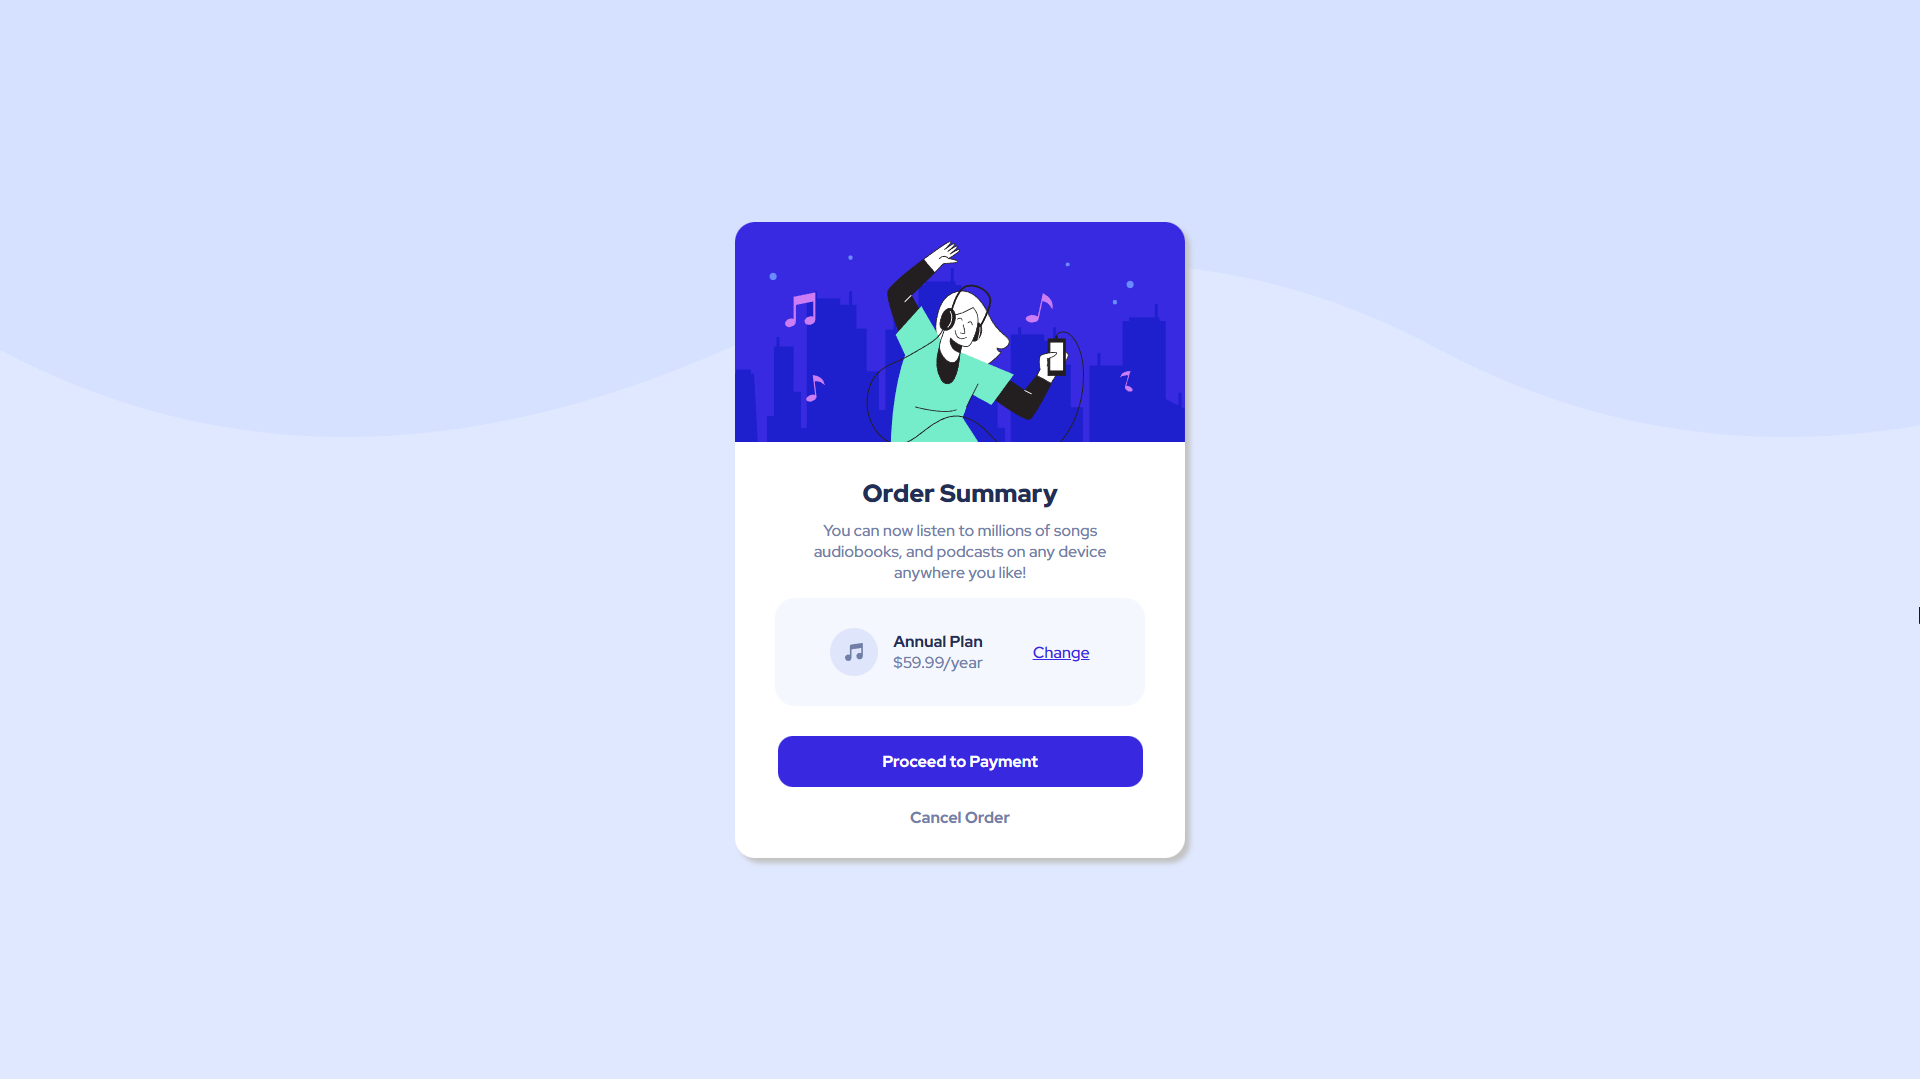 Order Summary
You can now listen to millions of songs
audiobooks, and podcasts on any device
anywhere you like!
Annual Plan
$59.99/year
Change
Proceed to Payment
Cancel Order